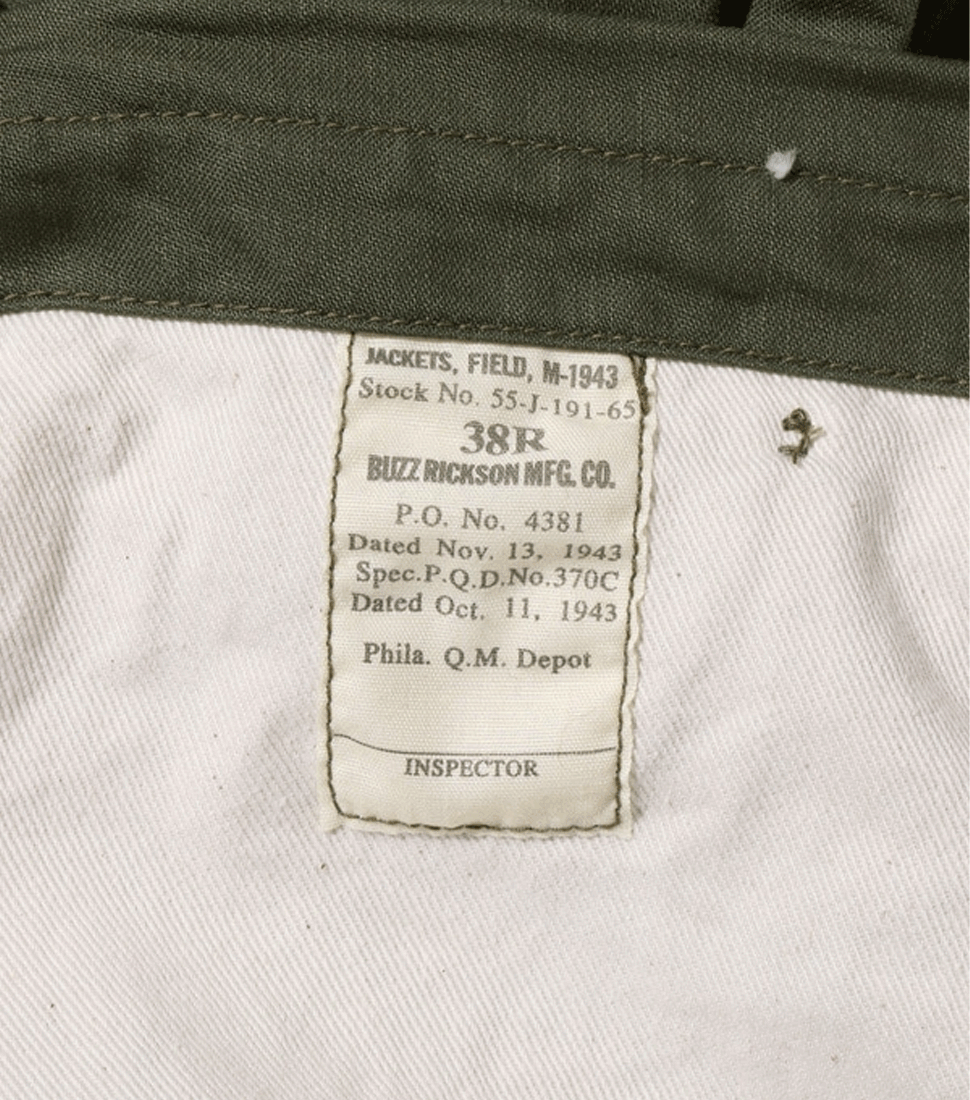 JACKETS, FIELD, M-1943
Stock No. 55-J-191-65
38R
BUZZ RICKSON MFG. CO.
P.O. No. 4381
Dated Nov. 13, 1943
Spec.P.Q.D.No.370C
Dated Oct. 11, 1943
Phila. Q.M. Depot
INSPECTOR